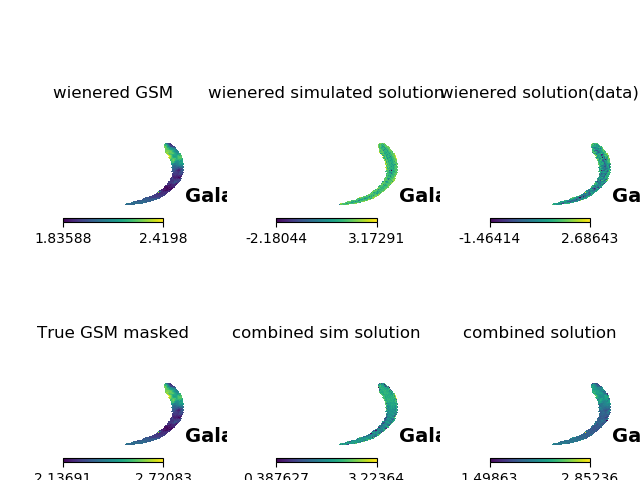 wienered GSM
wienered simulated solution
wienered solution(data)
Gala
Gala
Ga
1.83588 2.4198
-2.18044 3.17291
-1.46414 2.68643
True GSM masked
combined sim solution
combined solution
Gala
Gala
Ga
2.13691 2.72083
0.387627 3.22364
1.49863 2.85236